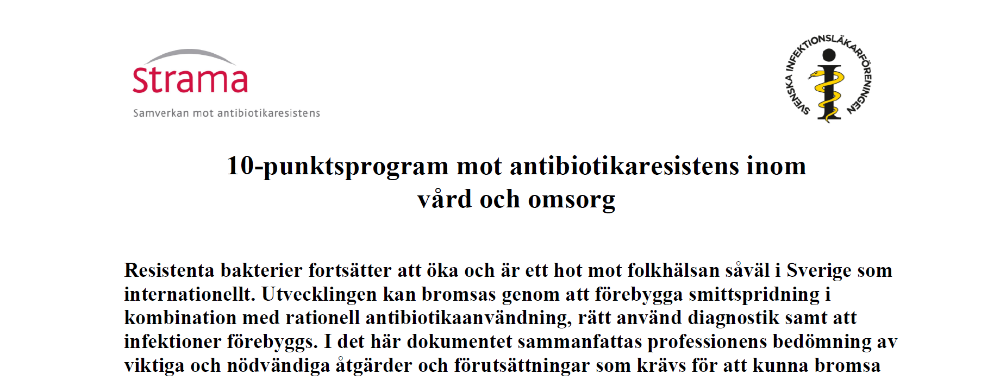 Strama
Samverkan mot antibiotikaresistens
SVENSKA INFEKTIONSLÄKARFÖRENINGEN
10-punktsprogram mot antibiotikaresistens inom
vård och omsorg
Resistenta bakterier fortsätter att öka och är ett hot mot folkhälsan såväl i Sverige som
internationellt. Utvecklingen kan bromsas genom att förebygga smittspridning i
kombination med rationell antibiotikaanvändning, rätt använd diagnostik samt att
infektioner förebyggs. I det här dokumentet sammanfattas professionens bedömning av
viktiga och nödvändiga åtgärder och förutsättningar som krävs för att kunna bromsa